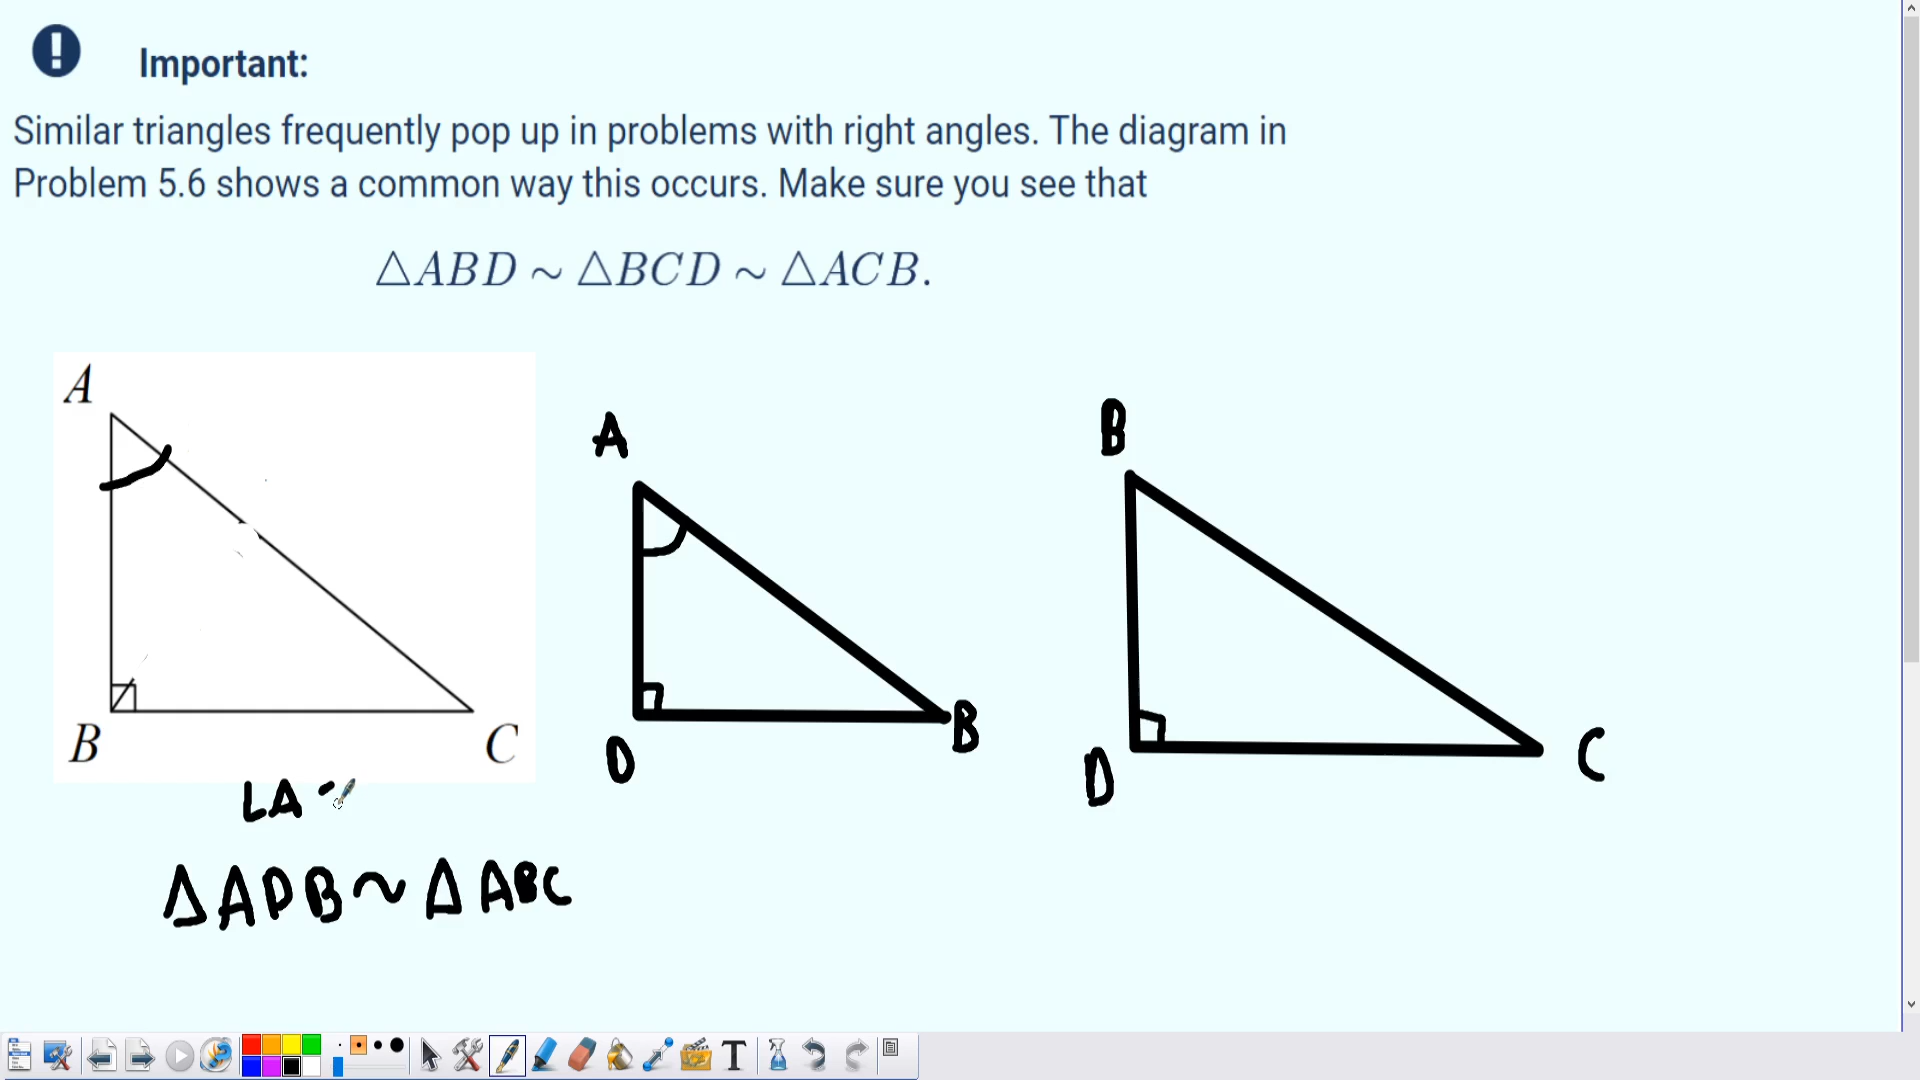 Important:
Similar triangles frequently pop up in problems with right angles. The diagram in
Problem 5.6 shows a common way this occurs. Make sure you see that
△ABD ~ △BCD ~ △ACB.
A
B
C
A
D
B
B
D
C
∠A =
△ADB ~ △ABC
T